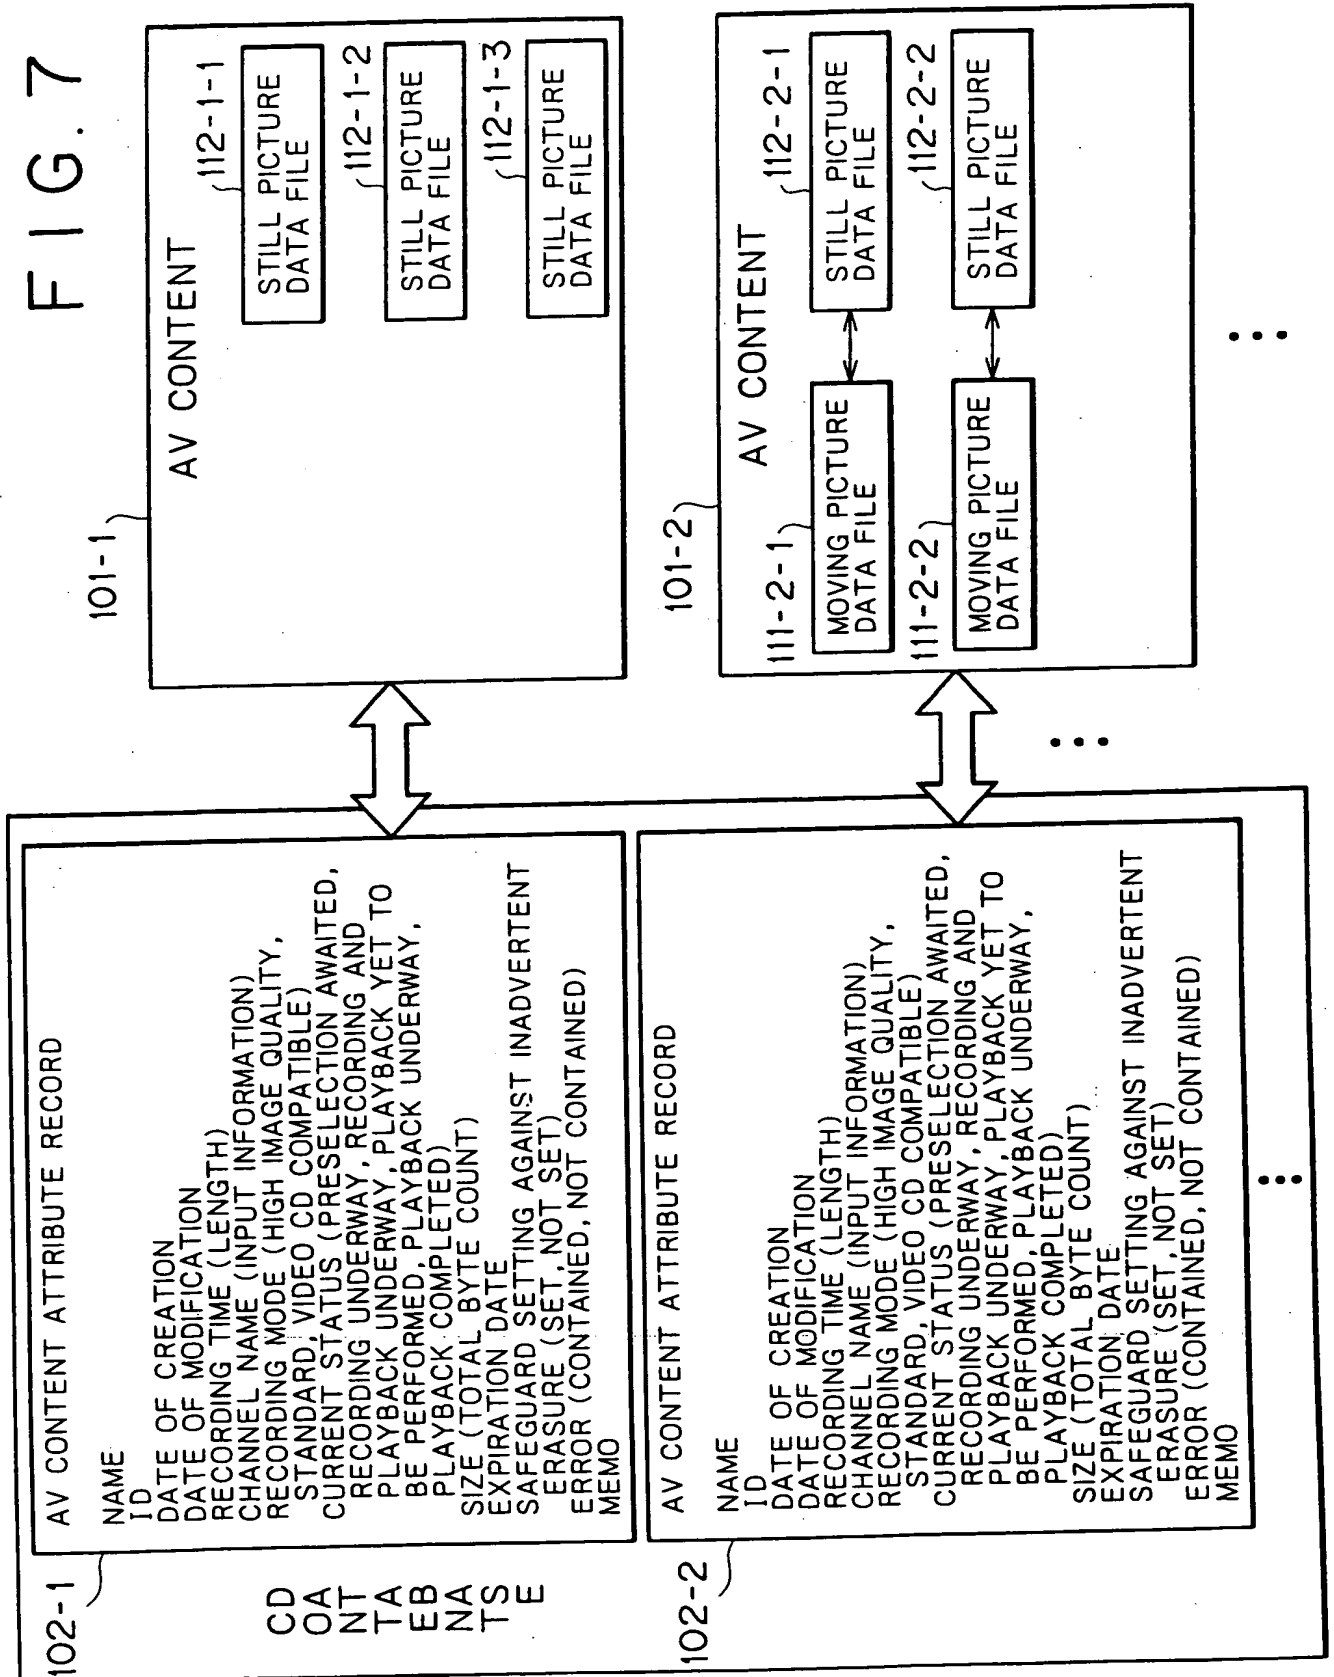 FIG. 7
102-1
AV CONTENT ATTRIBUTE RECORD
NAME
ID
DATE OF CREATION
DATE OF MODIFICATION
RECORDING TIME (LENGTH)
CHANNEL NAME (INPUT INFORMATION)
RECORDING MODE (HIGH IMAGE QUALITY,
STANDARD, VIDEO CD COMPATIBLE)
CURRENT STATUS (PRESELECTION AWAITED,
RECORDING UNDERWAY, RECORDING AND
PLAYBACK UNDERWAY, PLAYBACK YET TO
BE PERFORMED, PLAYBACK UNDERWAY,
PLAYBACK COMPLETED)
SIZE (TOTAL BYTE COUNT)
EXPIRATION DATE
SAFEGUARD SETTING AGAINST INADVERTENT
ERASURE (SET, NOT SET)
ERROR (CONTAINED, NOT CONTAINED)
MEMO
CD
OA
NT
TA
EB
NA
TS
E
102-2
AV CONTENT ATTRIBUTE RECORD
NAME
ID
DATE OF CREATION
DATE OF MODIFICATION
RECORDING TIME (LENGTH)
CHANNEL NAME (INPUT INFORMATION)
RECORDING MODE (HIGH IMAGE QUALITY,
STANDARD, VIDEO CD COMPATIBLE)
CURRENT STATUS (PRESELECTION AWAITED,
RECORDING UNDERWAY, RECORDING AND
PLAYBACK UNDERWAY, PLAYBACK YET TO
BE PERFORMED, PLAYBACK UNDERWAY,
PLAYBACK COMPLETED)
SIZE (TOTAL BYTE COUNT)
EXPIRATION DATE
SAFEGUARD SETTING AGAINST INADVERTENT
ERASURE (SET, NOT SET)
ERROR (CONTAINED, NOT CONTAINED)
MEMO
101-1
AV CONTENT
112-1-1
STILL PICTURE
DATA FILE
112-1-2
STILL PICTURE
DATA FILE
112-1-3
STILL PICTURE
DATA FILE
101-2
AV CONTENT
111-2-1
MOVING PICTURE
DATA FILE
112-2-1
STILL PICTURE
DATA FILE
111-2-2
MOVING PICTURE
DATA FILE
112-2-2
STILL PICTURE
DATA FILE